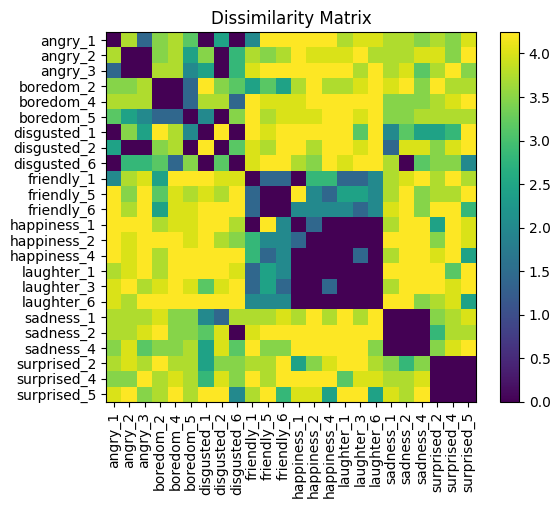 Dissimilarity Matrix
angry_1
angry_2
angry_3
boredom_2
boredom_4
boredom_5
disgusted_1
disgusted_2
disgusted_6
friendly_1
friendly_5
friendly_6
happiness_1
happiness_2
happiness_4
laughter_1
laughter_3
laughter_6
sadness_1
sadness_2
sadness_4
surprised_2
surprised_4
surprised_5
angry_1
angry_2
angry_3
boredom_2
boredom_4
boredom_5
disgusted_1
disgusted_2
disgusted_6
friendly_1
friendly_5
friendly_6
happiness_1
happiness_2
happiness_4
laughter_1
laughter_3
laughter_6
sadness_1
sadness_2
sadness_4
surprised_2
surprised_4
surprised_5
4.0
3.5
3.0
2.5
2.0
1.5
1.0
0.5
0.0